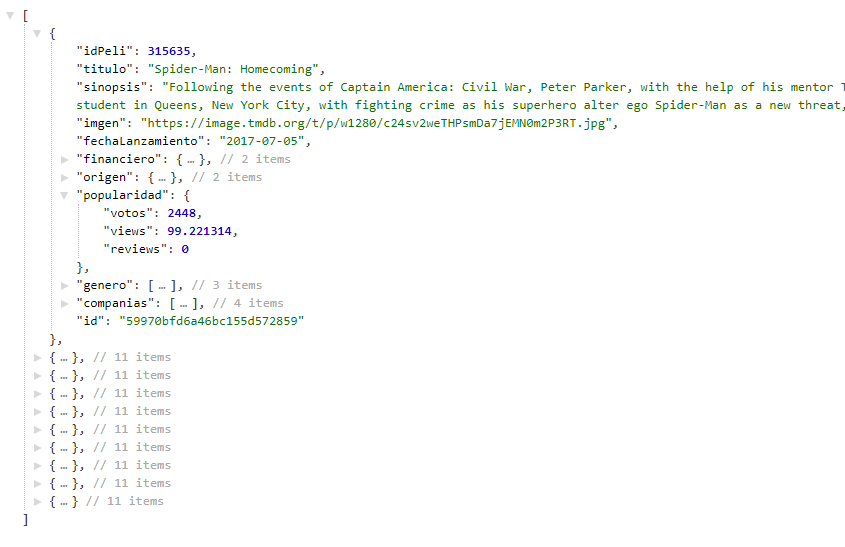 [
{
"idPeli": 315635,
"titulo": "Spider-Man: Homecoming",
"sinopsis": "Following the events of Captain America: Civil War, Peter Parker, with the help of his mentor
student in Queens, New York City, with fighting crime as his superhero alter ego Spider-Man as a new threat,
"imgen": "https://image.tmdb.org/t/p/w1280/c24sv2weTHPsmDa7jEMN0m2P3RT.jpg",
"fechaLanzamiento": "2017-07-05",
"financiero": { … }, // 2 items
"origen": { … }, // 2 items
"popularidad": {
"votos": 2448,
"views": 99.221314,
"reviews": 0
},
"genero": [ … ], // 3 items
"companias": [ … ], // 4 items
"id": "59970bfd6a46bc155d572859"
},
{ … }, // 11 items
{ … }, // 11 items
{ … }, // 11 items
{ … }, // 11 items
{ … }, // 11 items
{ … }, // 11 items
{ … }, // 11 items
{ … }, // 11 items
{ … } // 11 items
]